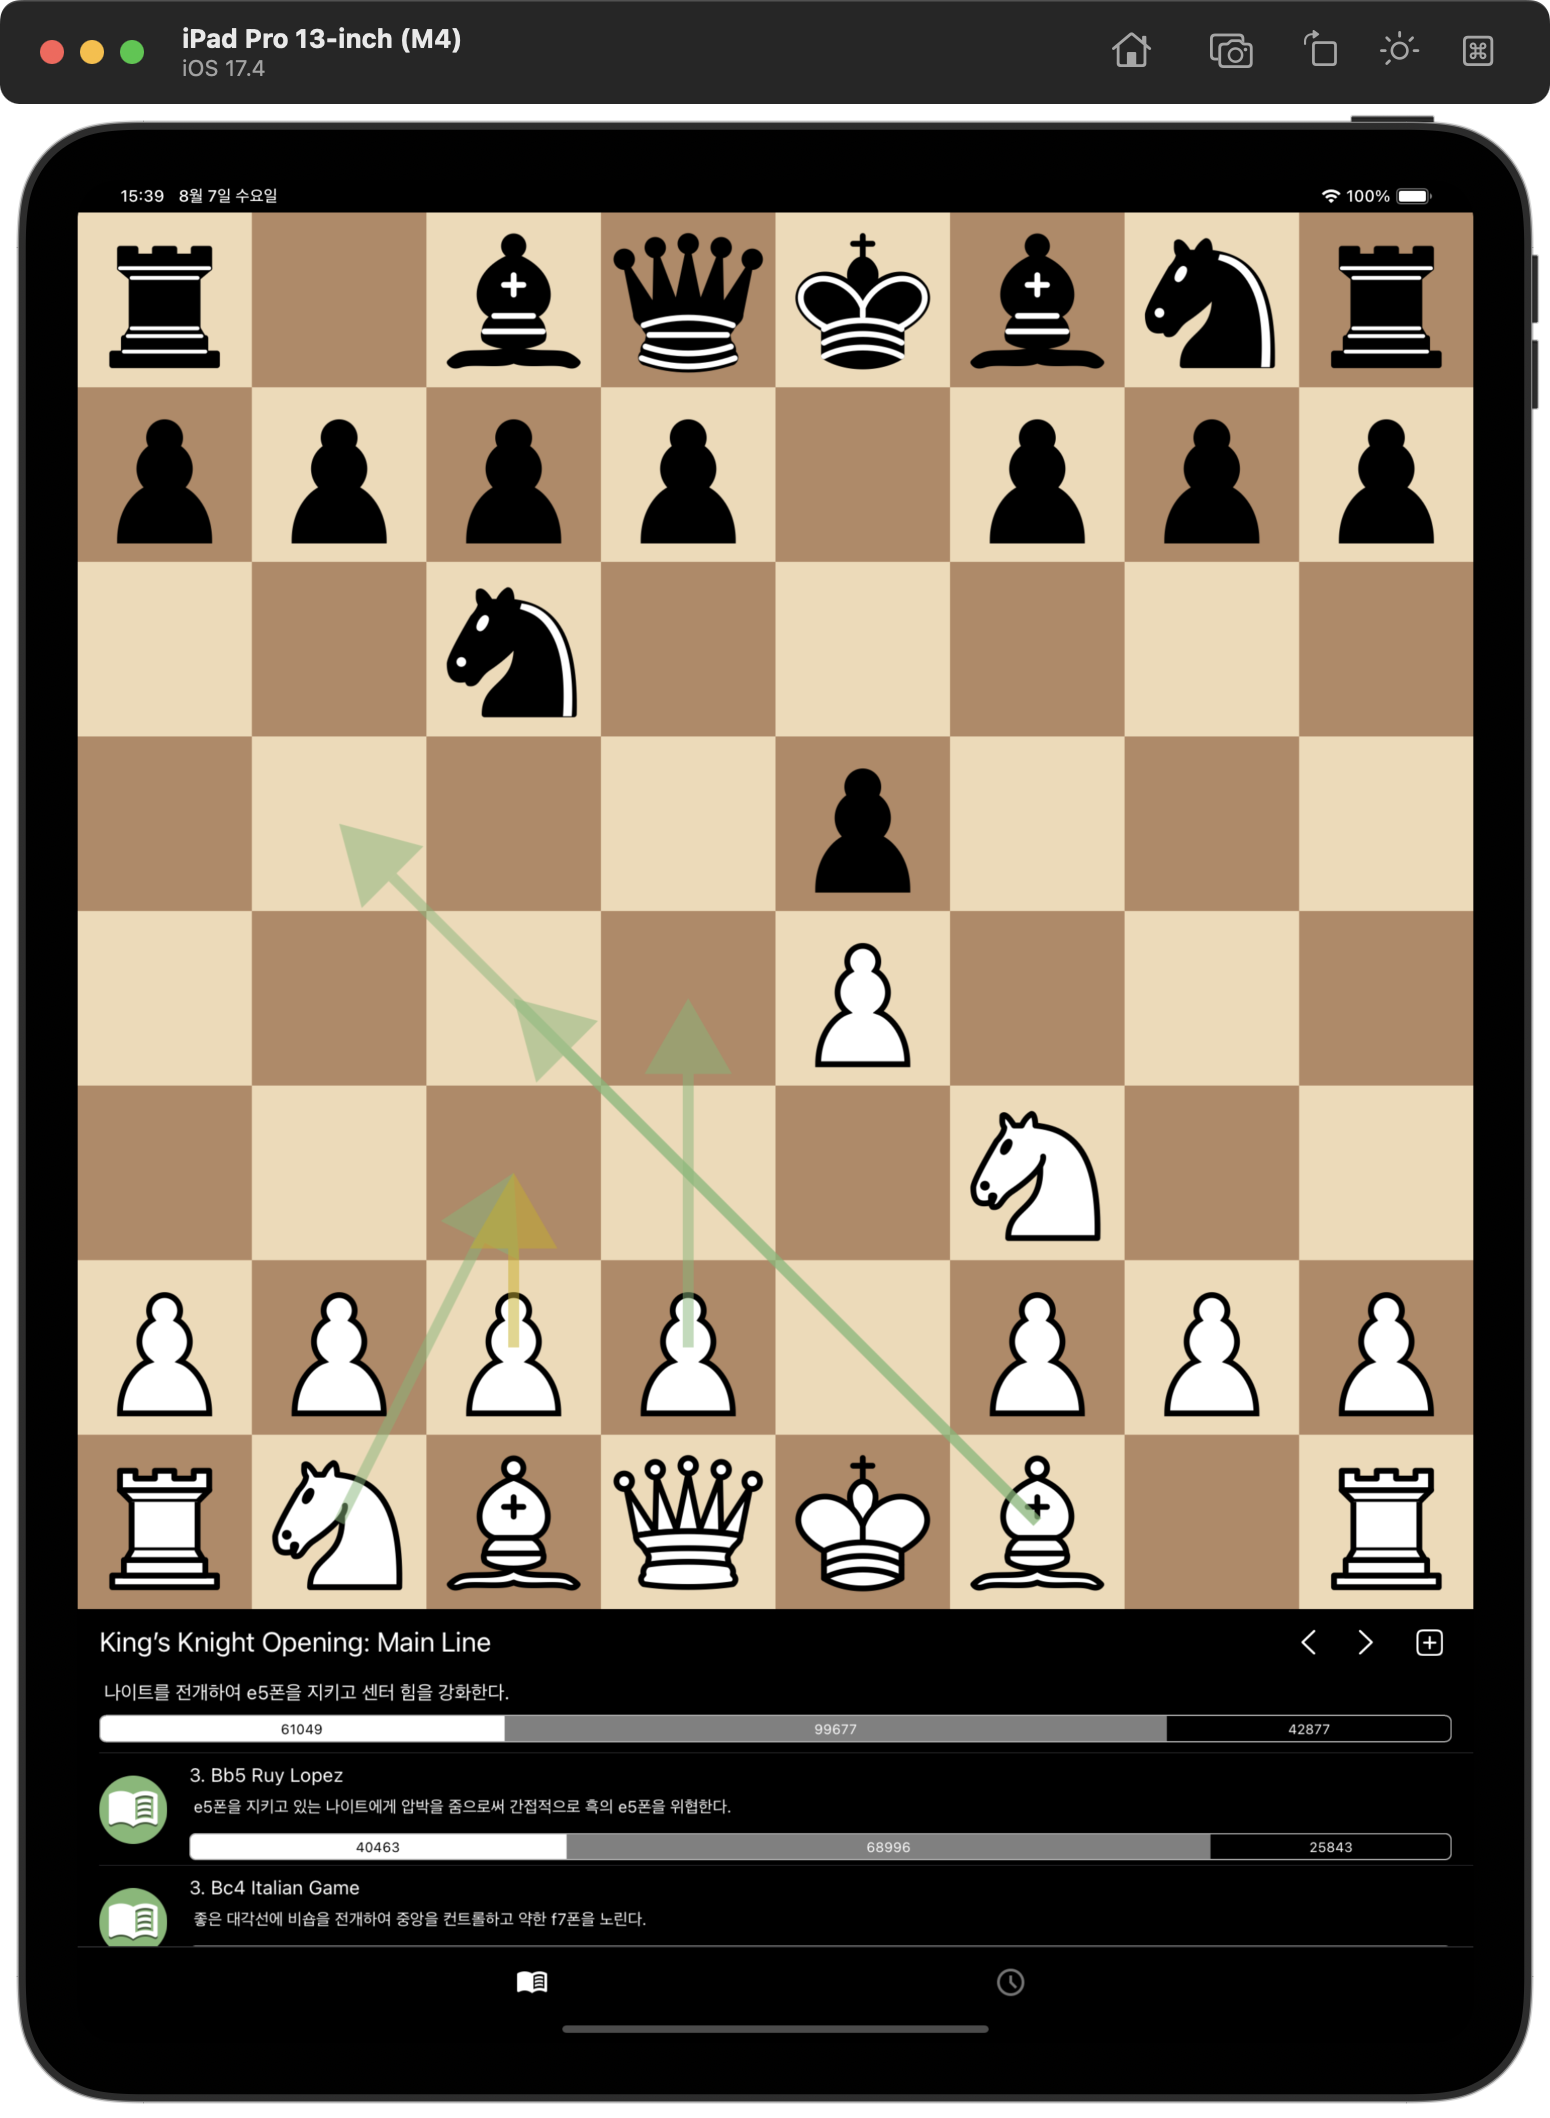 iPad Pro 13-inch (M4)
iOS 17.4
15:39 8월 7일 수요일
100%
King’s Knight Opening: Main Line
나이트를 전개하여 e5폰을 지키고 센터 힘을 강화한다.
61049 99677 42877
3. Bb5 Ruy Lopez
e5폰을 지키고 있는 나이트에게 압박을 줌으로써 간접적으로 흑의 e5폰을 위협한다.
40463 68996 25843
3. Bc4 Italian Game
좋은 대각선에 비숍을 전개하여 중앙을 컨트롤하고 약한 f7폰을 노린다.